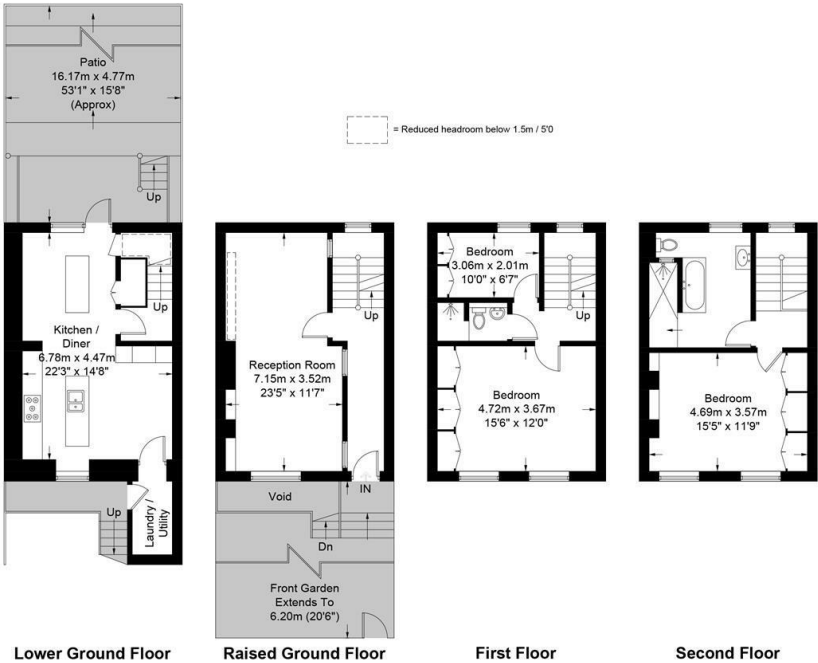 Patio
16.17m x 4.77m
53'1" x 15'8"
(Approx)
Up
= Reduced headroom below 1.5m / 5'0
Kitchen /
Diner
6.78m x 4.47m
22'3" x 14'8"
Up
Up
Laundry /
Utility
Reception Room
7.15m x 3.52m
23'5" x 11'7"
Up
IN
Void
Dn
Front Garden
Extends To
6.20m (20'6")
Bedroom
3.06m x 2.01m
10'0" x 6'7"
Up
Bedroom
4.72m x 3.67m
15'6" x 12'0"
Bedroom
4.69m x 3.57m
15'5" x 11'9"
Lower Ground Floor
Raised Ground Floor
First Floor
Second Floor